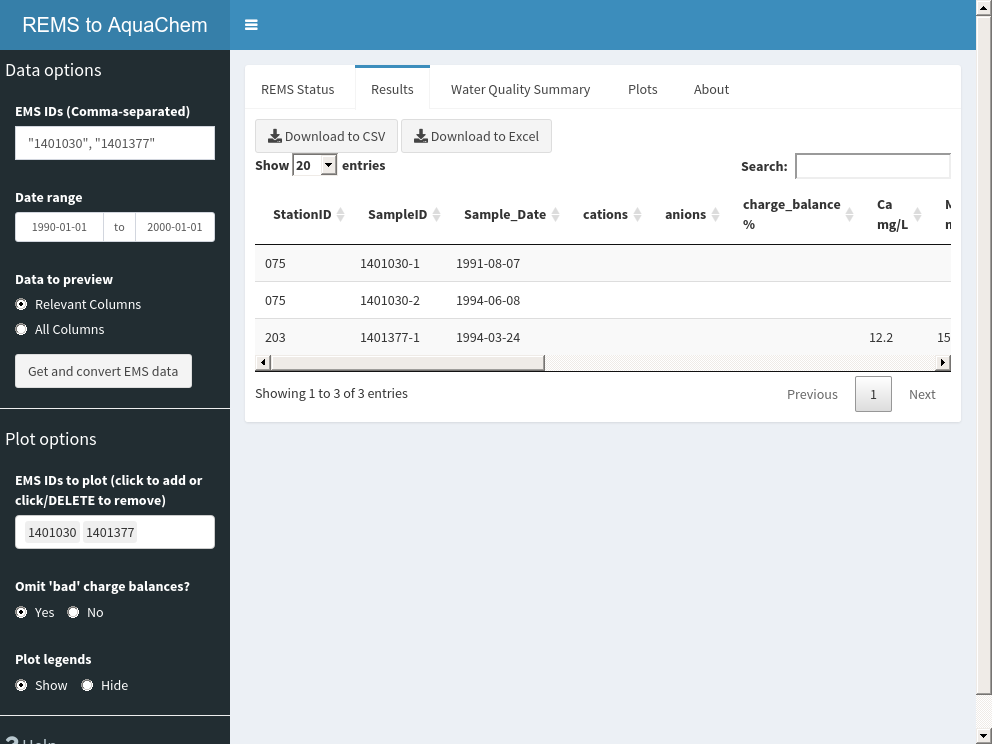 REMS to AquaChem
Data options
EMS IDs (Comma-separated)
"1401030", "1401377"
Date range
1990-01-01 to 2000-01-01
Data to preview
Relevant Columns
All Columns
Get and convert EMS data
Plot options
EMS IDs to plot (click to add or
click/DELETE to remove)
1401030 1401377
Omit 'bad' charge balances?
Yes No
Plot legends
Show Hide
Help
REMS Status Results Water Quality Summary Plots About
Download to CSV Download to Excel
Show 20 entries Search:
StationID SampleID Sample_Date cations anions charge_balance % Ca mg/L
075 1401030-1 1991-08-07
075 1401030-2 1994-06-08
203 1401377-1 1994-03-24 12.2 15
Showing 1 to 3 of 3 entries Previous 1 Next